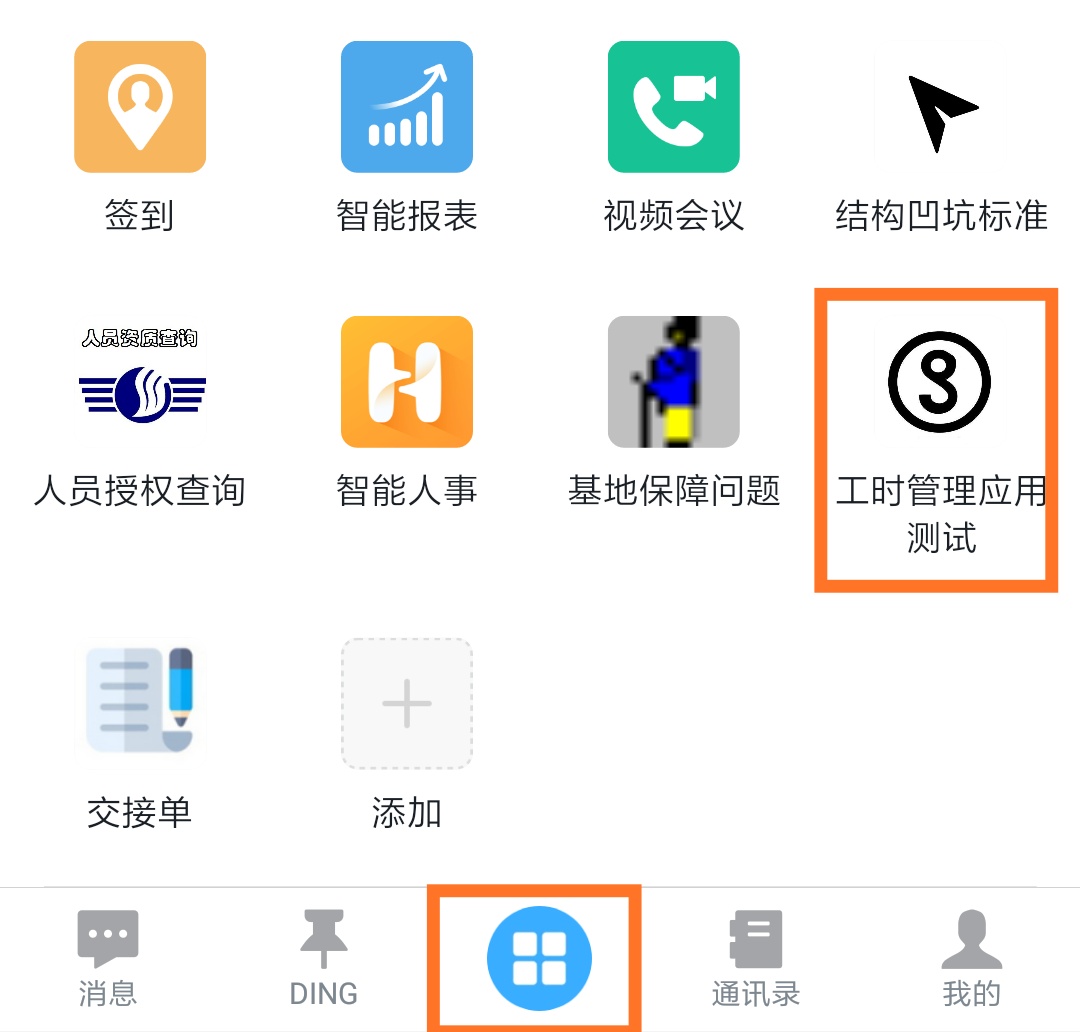 签到
智能报表
视频会议
结构凹坑标准
人员资质查询
人员授权查询
智能人事
基地保障问题
工时管理应用
测试
交接单
添加
消息
DING
通讯录
我的